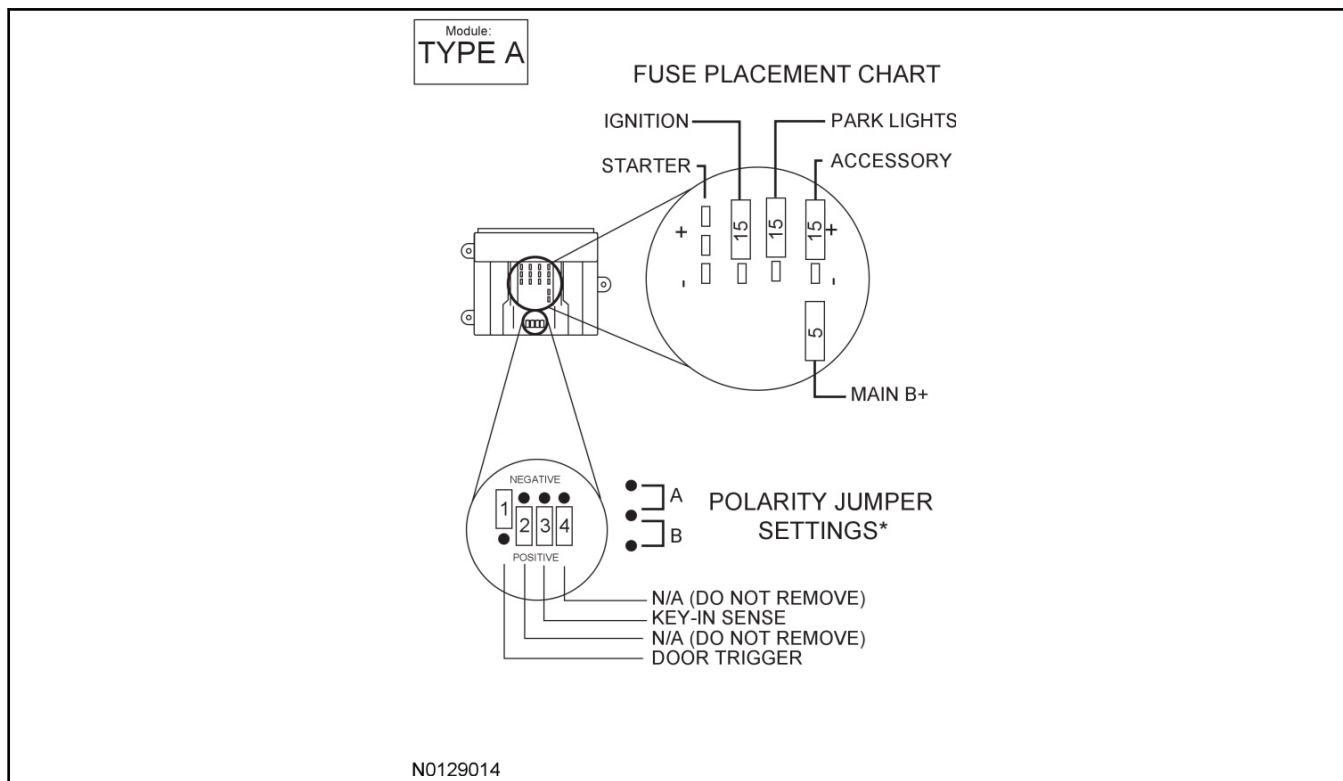 Module:
TYPE A
FUSE PLACEMENT CHART
IGNITION
PARK LIGHTS
STARTER
ACCESSORY
+ 15 15 15 +
- -
5
MAIN B+
NEGATIVE
1 2 3 4
POSITIVE
A
B
POLARITY JUMPER
SETTINGS*
N/A (DO NOT REMOVE)
KEY-IN SENSE
N/A (DO NOT REMOVE)
DOOR TRIGGER
N0129014